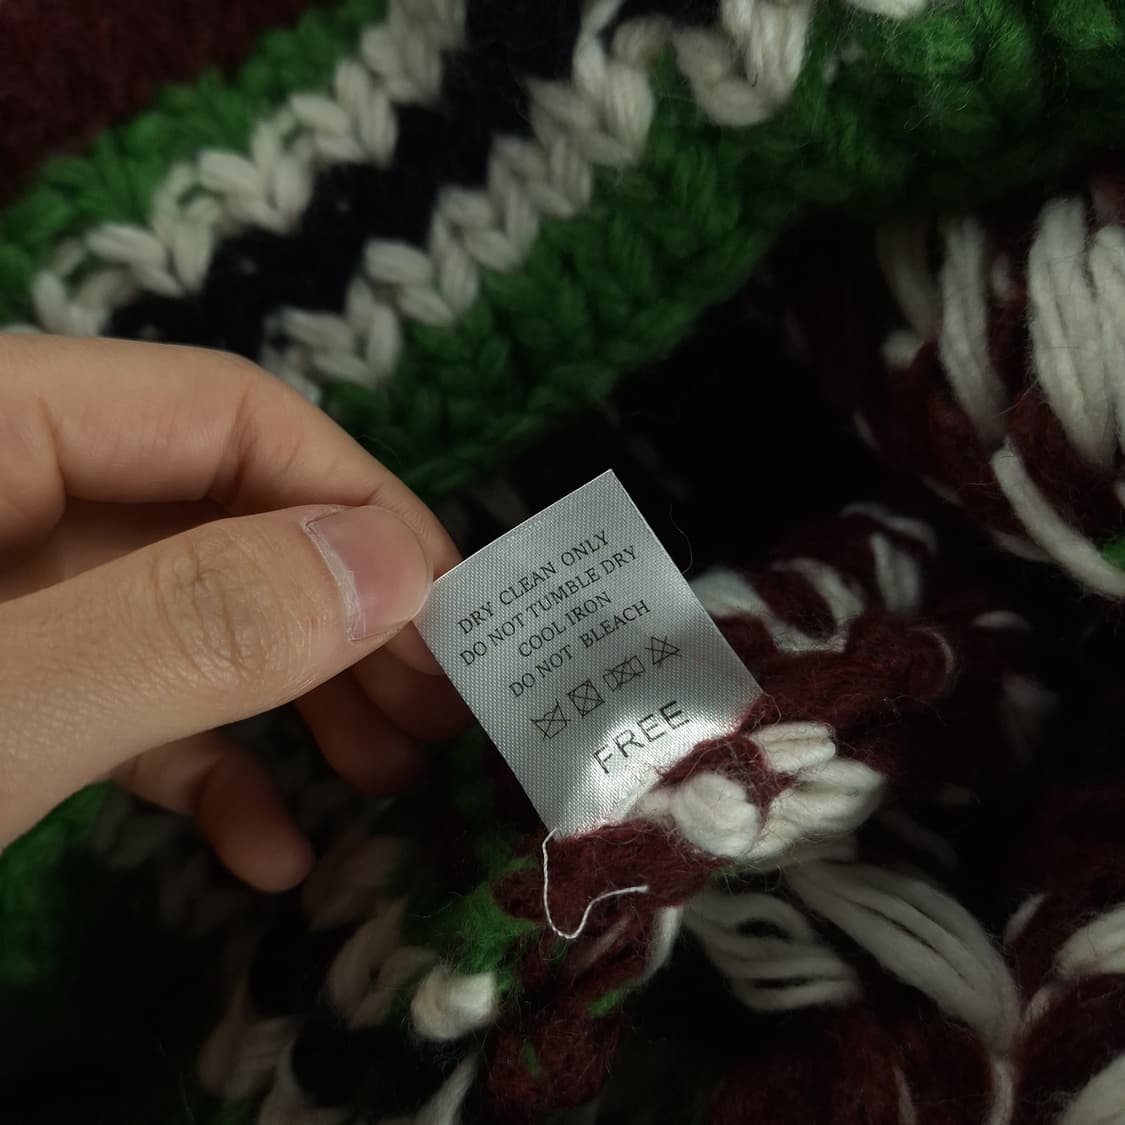 DRY CLEAN ONLY
DO NOT TUMBLE DRY
COOL IRON
DO NOT BLEACH
FREE